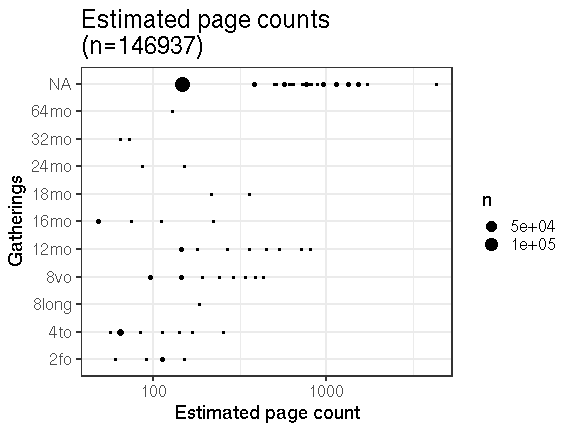 Estimated page counts
(n=146937)
NA
64mo
32mo
24mo
18mo
16mo
12mo
8vo
8long
4to
2fo
Gatherings
100 1000
Estimated page count
n
5e+04
1e+05